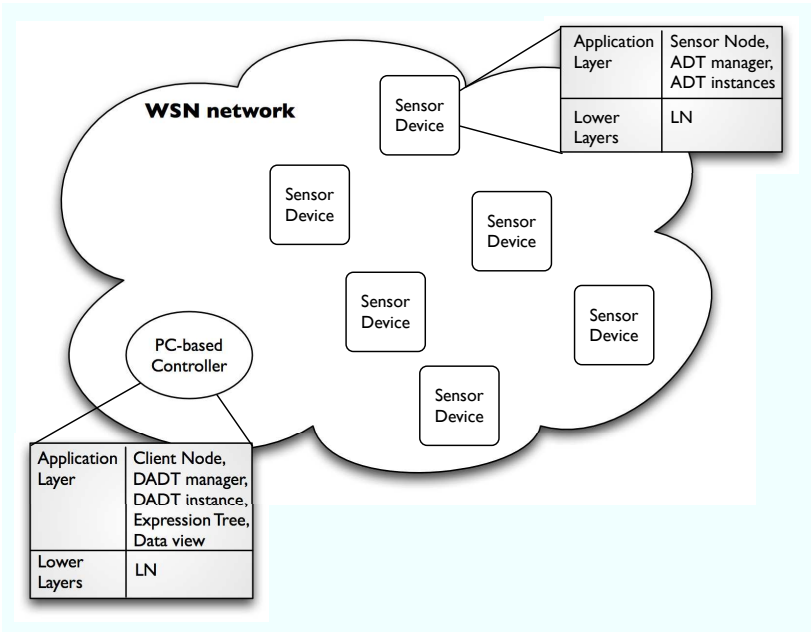 WSN network
Sensor
Device
Application
Layer
Sensor Node,
ADT manager,
ADT instances
Lower
Layers
LN
Sensor
Device
Sensor
Device
Sensor
Device
Sensor
Device
Sensor
Device
PC-based
Controller
Application
Layer
Client Node,
DADT manager,
DADT instance,
Expression Tree,
Data view
Lower
Layers
LN